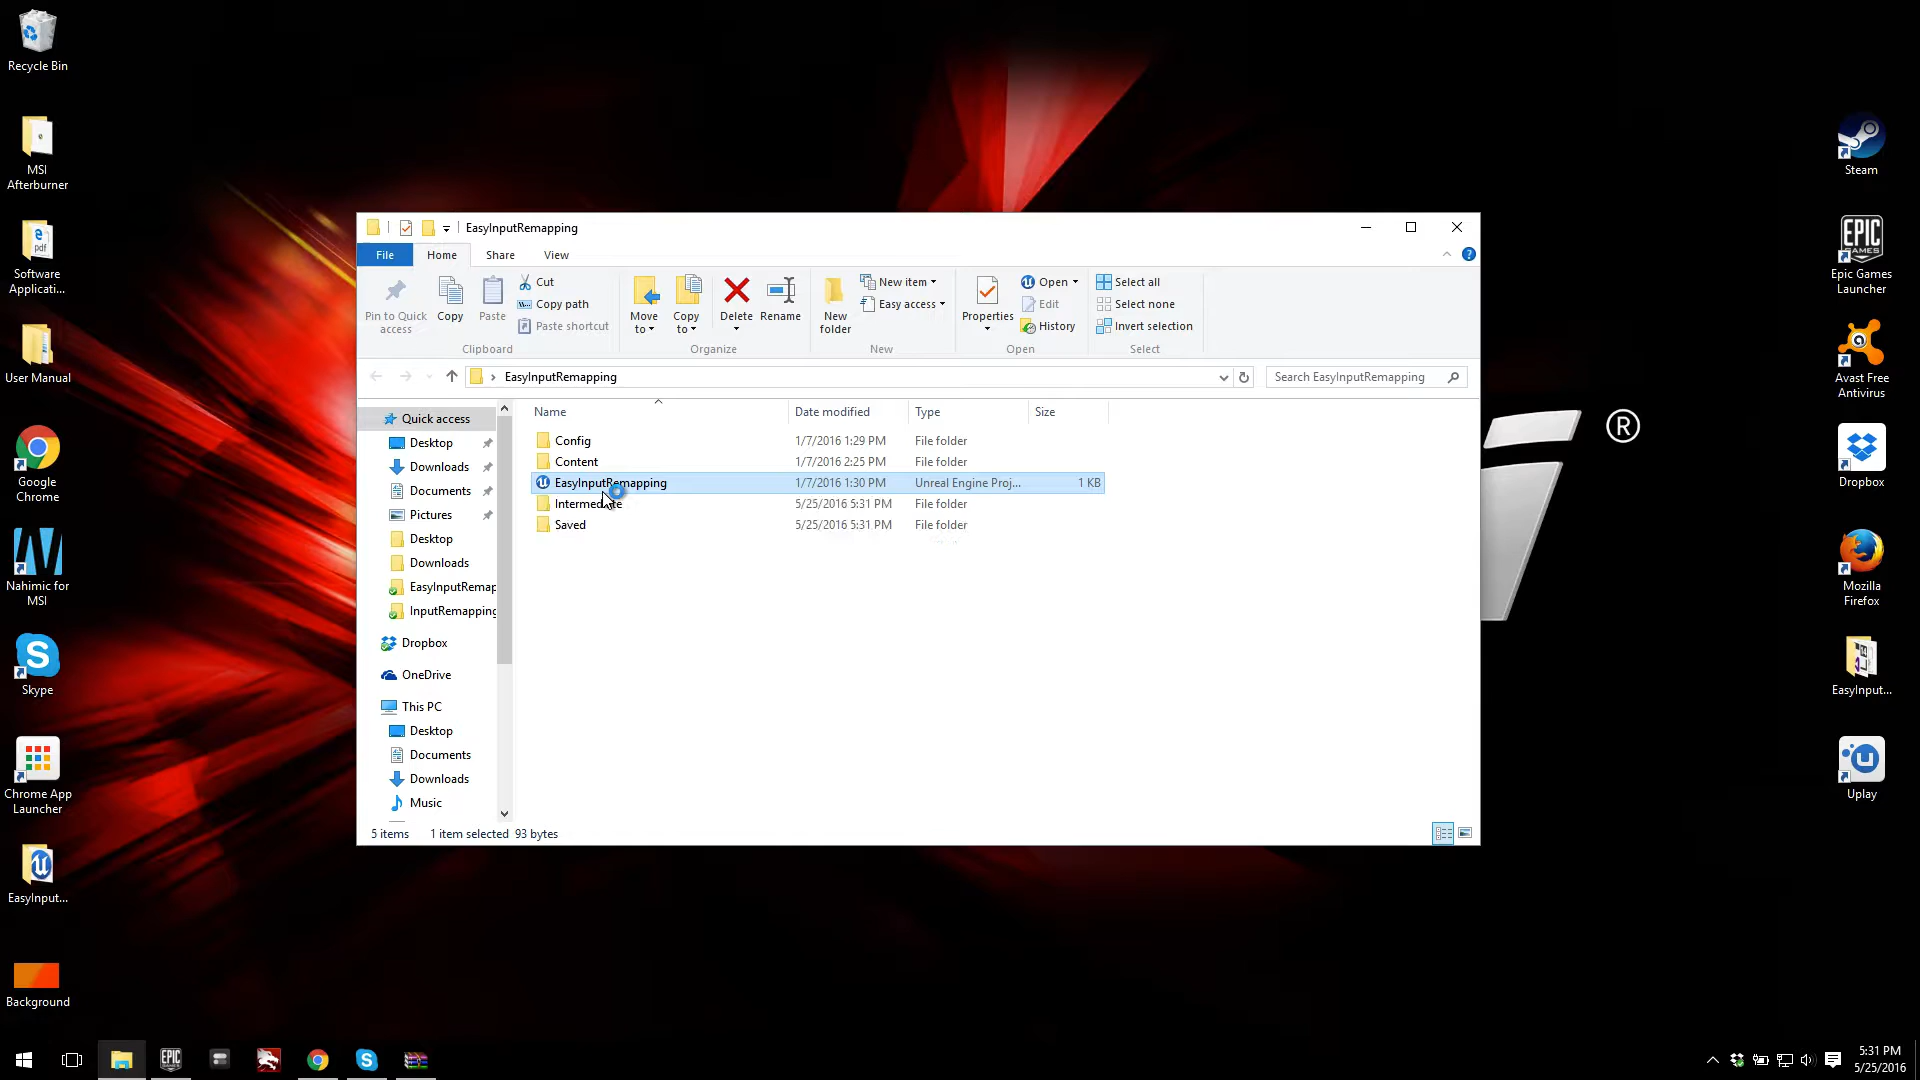 Recycle Bin
MSI
Afterburner
Software
Applicati...
User Manual
Google
Chrome
Nahimic for
MSI
Skype
Chrome App
Launcher
EasyInput...
Background
EasyInputRemapping
File Home Share View
Pin to Quick
access
Copy
Paste
Cut
Copy path
Paste shortcut
Clipboard
Move
to
Copy
to
Delete
Rename
Organize
New
folder
New item
Easy access
New
Properties
Open
Edit
History
Open
Select all
Select none
Invert selection
Select
EasyInputRemapping
Search EasyInputRemapping
Quick access
Desktop
Downloads
Documents
Pictures
Desktop
Downloads
EasyInputRemap
InputRemapping
Dropbox
OneDrive
This PC
Desktop
Documents
Downloads
Music
Name Date modified Type Size
Config 1/7/2016 1:29 PM File folder
Content 1/7/2016 2:25 PM File folder
EasyInputRemapping 1/7/2016 1:30 PM Unreal Engine Proj... 1 KB
Intermediate 5/25/2016 5:31 PM File folder
Saved 5/25/2016 5:31 PM File folder
5 items 1 item selected 93 bytes
®
Steam
EPIC
GAMES
Epic Games
Launcher
Avast Free
Antivirus
Dropbox
Mozilla
Firefox
EasyInput...
Uplay
5:31 PM
5/25/2016